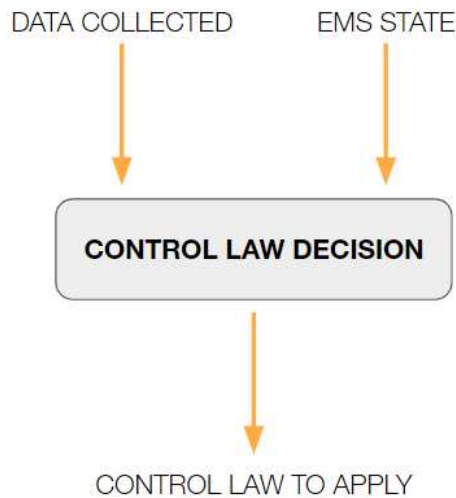 DATA COLLECTED
EMS STATE
CONTROL LAW DECISION
CONTROL LAW TO APPLY